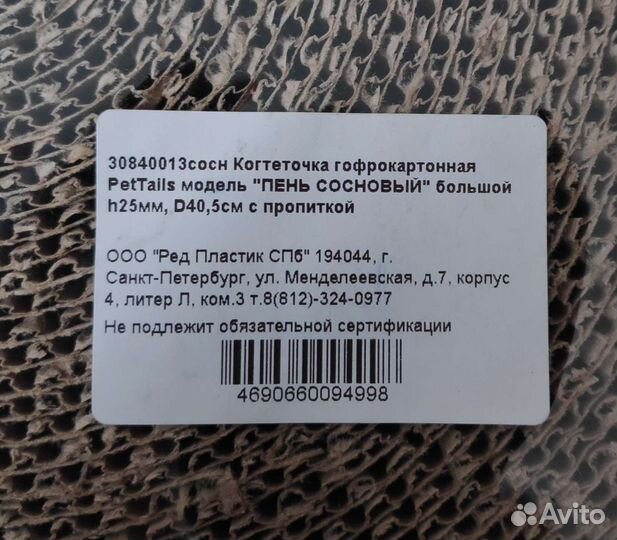 30840013сосн Когтеточка гофрокартонная
PetTails модель "ПЕНЬ СОСНОВЫЙ" большой
h25мм, D40,5см с пропиткой
ООО "Ред Пластик СПб" 194044, г.
Санкт-Петербург, ул. Менделеевская, д.7, корпус
4, литер Л, ком.3 т.8(812)-324-0977
Не подлежит обязательной сертификации
4690660094998
Avito